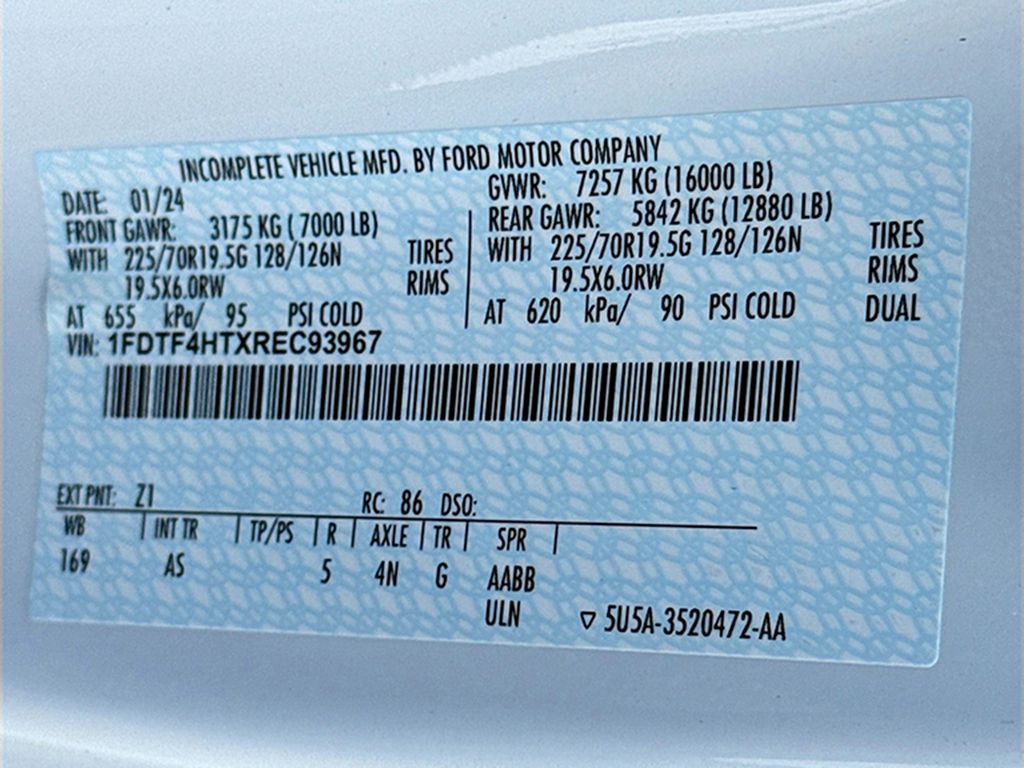 INCOMPLETE VEHICLE MFD. BY FORD MOTOR COMPANY
DATE: 01/24
GVWR: 7257 KG (16000 LB)
FRONT GAWR: 3175 KG ( 7000 LB)
REAR GAWR: 5842 KG (12880 LB)
WITH 225/70R19.5G 128/126N TIRES
WITH 225/70R19.5G 128/126N TIRES
19.5X6.0RW RIMS
19.5X6.0RW RIMS
AT 655 kPa/ 95 PSI COLD
AT 620 kPa/ 90 PSI COLD DUAL
VIN: 1FDTF4HTXREC93967
EXT PNT: Z1 RC: 86 DSO:
WB INT TR TP/PS R AXLE TR SPR
169 AS 5 4N G AABB
ULN ▽ 5U5A-3520472-AA